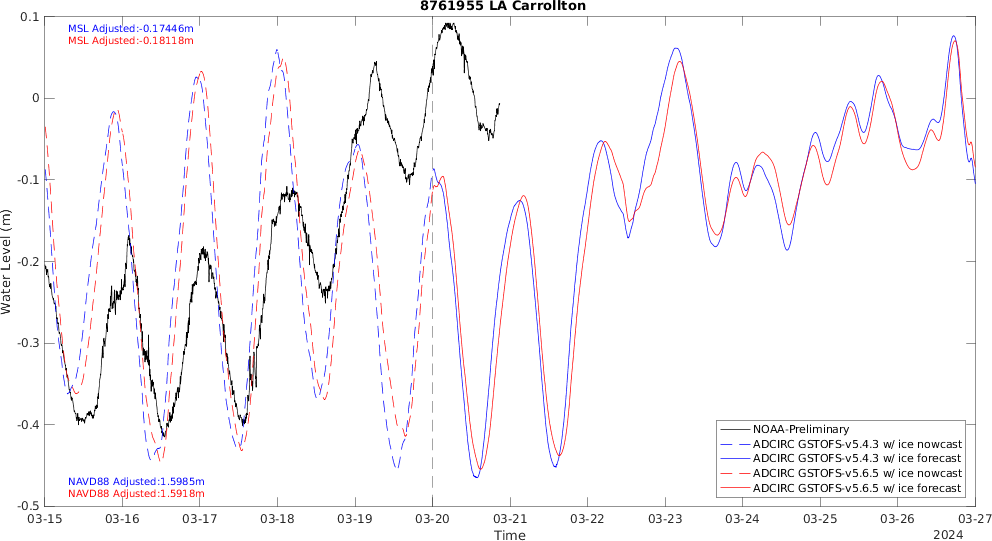 8761955 LA Carrollton
MSL Adjusted:-0.17446m
MSL Adjusted:-0.18118m
NAVD88 Adjusted:1.5985m
NAVD88 Adjusted:1.5918m
Water Level (m)
0.1
0
-0.1
-0.2
-0.3
-0.4
-0.5
NOAA-Preliminary
ADCIRC GSTOFS-v5.4.3 w/ ice nowcast
ADCIRC GSTOFS-v5.4.3 w/ ice forecast
ADCIRC GSTOFS-v5.6.5 w/ ice nowcast
ADCIRC GSTOFS-v5.6.5 w/ ice forecast
03-15 03-16 03-17 03-18 03-19 03-20 03-21 03-22 03-23 03-24 03-25 03-26 03-27
Time
2024